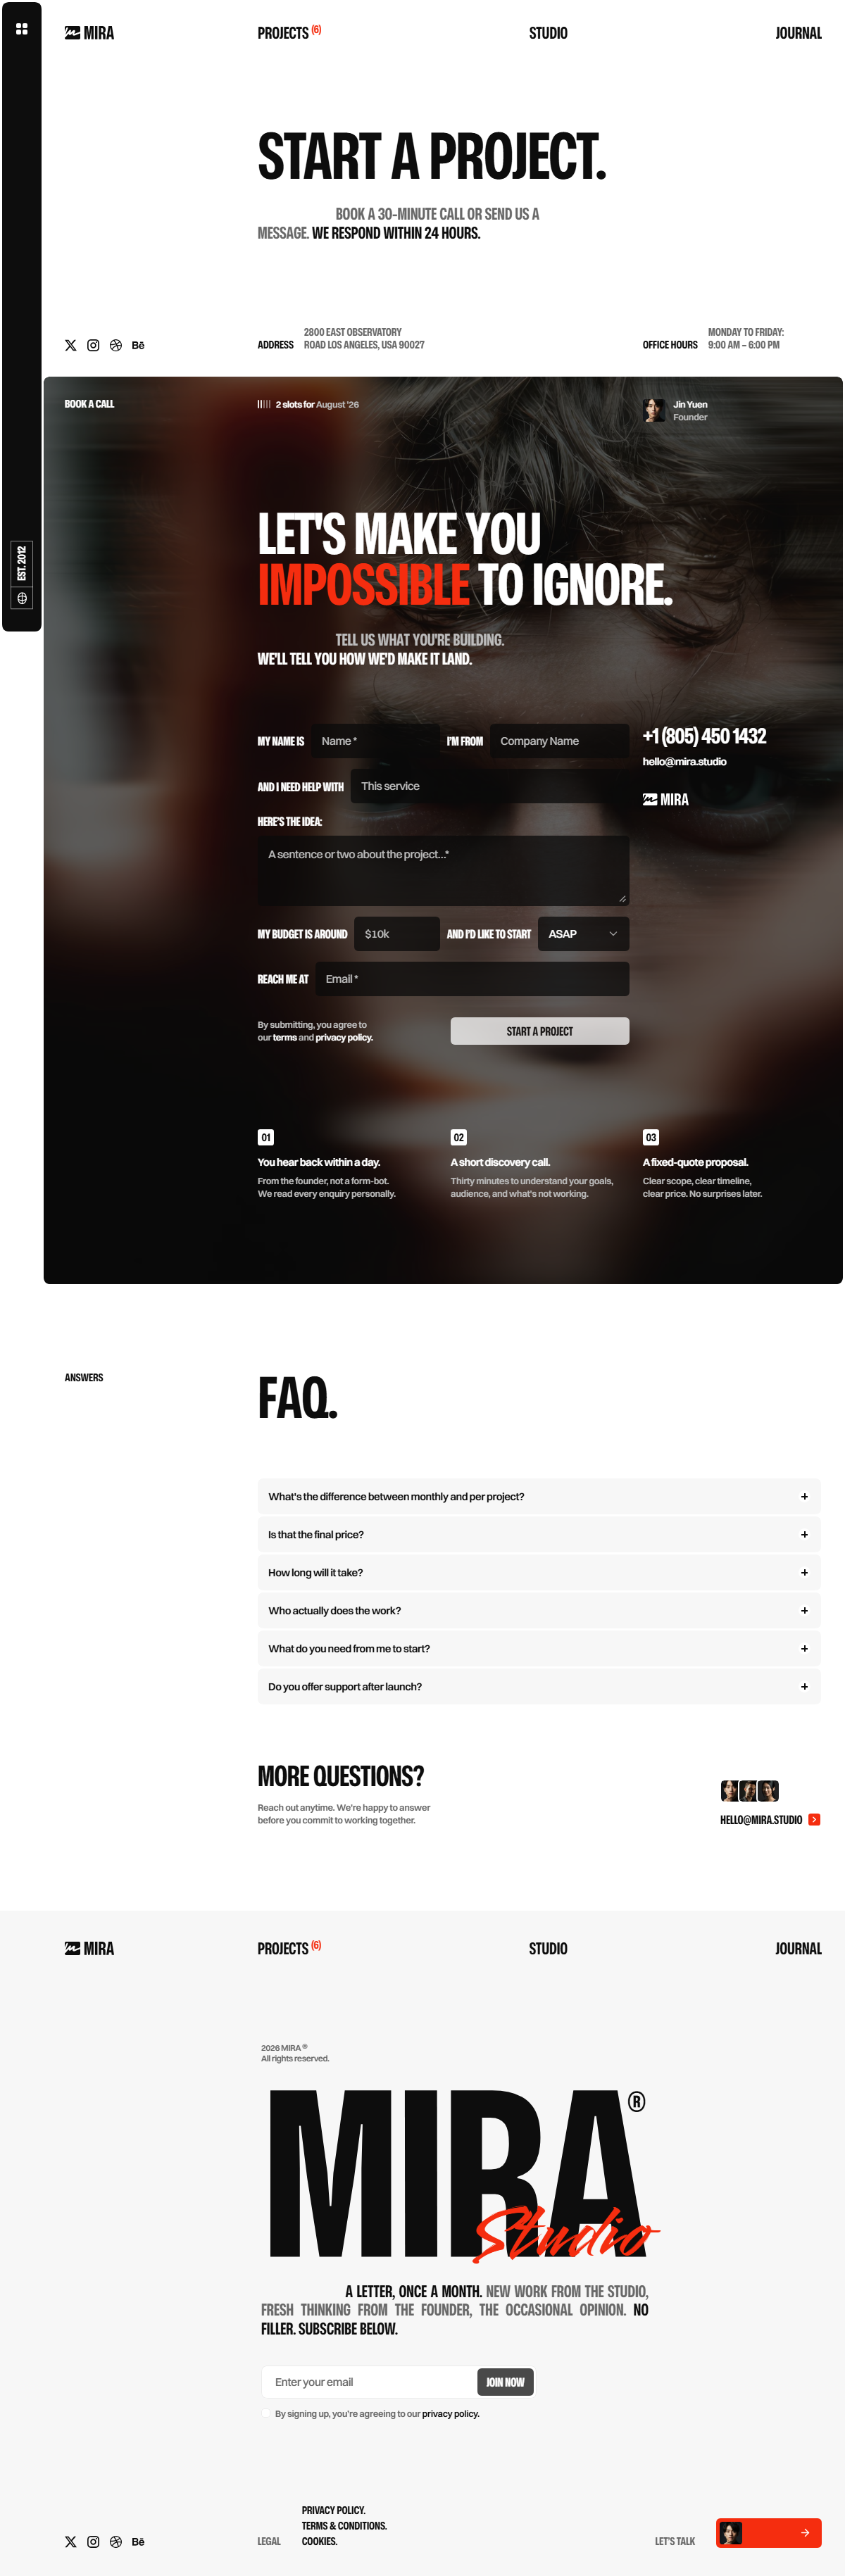 MIRA
PROJECTS (6)
STUDIO
JOURNAL
START A PROJECT.
BOOK A 30-MINUTE CALL OR SEND US A
MESSAGE. WE RESPOND WITHIN 24 HOURS.
Bē
ADDRESS
2800 EAST OBSERVATORY
ROAD LOS ANGELES, USA 90027
OFFICE HOURS
MONDAY TO FRIDAY:
9:00 AM – 6:00 PM
EST. 2012
BOOK A CALL
2 slots for August '26
Jin Yuen
Founder
LET'S MAKE YOU
IMPOSSIBLE TO IGNORE.
TELL US WHAT YOU'RE BUILDING.
WE'LL TELL YOU HOW WE'D MAKE IT LAND.
MY NAME IS
Name *
I'M FROM
Company Name
AND I NEED HELP WITH
This service
HERE'S THE IDEA:
A sentence or two about the project...*
MY BUDGET IS AROUND
$10k
AND I'D LIKE TO START
ASAP
REACH ME AT
Email *
By submitting, you agree to
our terms and privacy policy.
START A PROJECT
+1 (805) 450 1432
hello@mira.studio
MIRA
01
You hear back within a day.
From the founder, not a form-bot.
We read every enquiry personally.
02
A short discovery call.
Thirty minutes to understand your goals,
audience, and what's not working.
03
A fixed-quote proposal.
Clear scope, clear timeline,
clear price. No surprises later.
ANSWERS
FAQ.
What's the difference between monthly and per project?
Is that the final price?
How long will it take?
Who actually does the work?
What do you need from me to start?
Do you offer support after launch?
MORE QUESTIONS?
Reach out anytime. We're happy to answer
before you commit to working together.
HELLO@MIRA.STUDIO
MIRA
PROJECTS (6)
STUDIO
JOURNAL
2026 MIRA ®
All rights reserved.
MIRA®
Studio
A LETTER, ONCE A MONTH. NEW WORK FROM THE STUDIO,
FRESH THINKING FROM THE FOUNDER, THE OCCASIONAL OPINION. NO
FILLER. SUBSCRIBE BELOW.
Enter your email
JOIN NOW
By signing up, you're agreeing to our privacy policy.
Bē
LEGAL
PRIVACY POLICY.
TERMS & CONDITIONS.
COOKIES.
LET'S TALK